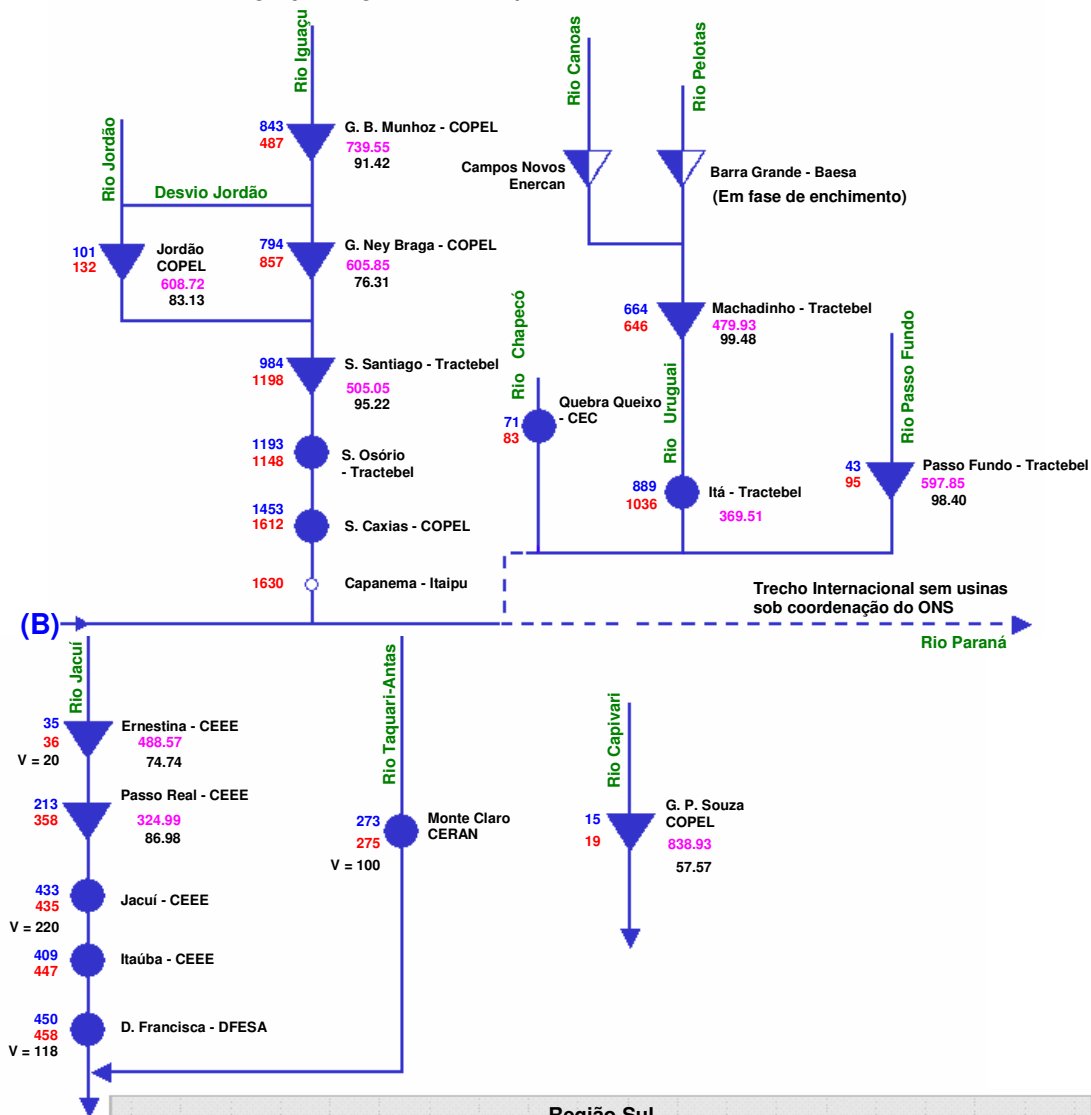 Rio Iguaçu
Rio Canoas
Rio Pelotas
Rio Jordão
843
487
G. B. Munhoz - COPEL
739.55
91.42
Campos Novos
Enercan
Barra Grande - Baesa
(Em fase de enchimento)
Desvio Jordão
101
132
Jordão
COPEL
608.72
83.13
794
857
G. Ney Braga - COPEL
605.85
76.31
664
646
Machadinho - Tractebel
479.93
99.48
Rio Chapecó
Rio Uruguai
Rio Passo Fundo
984
1198
S. Santiago - Tractebel
505.05
95.22
71
83
Quebra Queixo
- CEC
1193
1148
S. Osório
- Tractebel
889
1036
Itá - Tractebel
369.51
43
95
Passo Fundo - Tractebel
597.85
98.40
1453
1612
S. Caxias - COPEL
1630
Capanema - Itaipu
Trecho Internacional sem usinas
sob coordenação do ONS
(B)
Rio Paraná
Rio Jacuí
Rio Taquari-Antas
Rio Capivari
35
36
V = 20
Ernestina - CEEE
488.57
74.74
213
358
Passo Real - CEEE
324.99
86.98
273
275
V = 100
Monte Claro
CERAN
15
19
G. P. Souza
COPEL
838.93
57.57
433
435
V = 220
Jacuí - CEEE
409
447
Itaúba - CEEE
450
458
V = 118
D. Francisca - DFESA
Região Sul